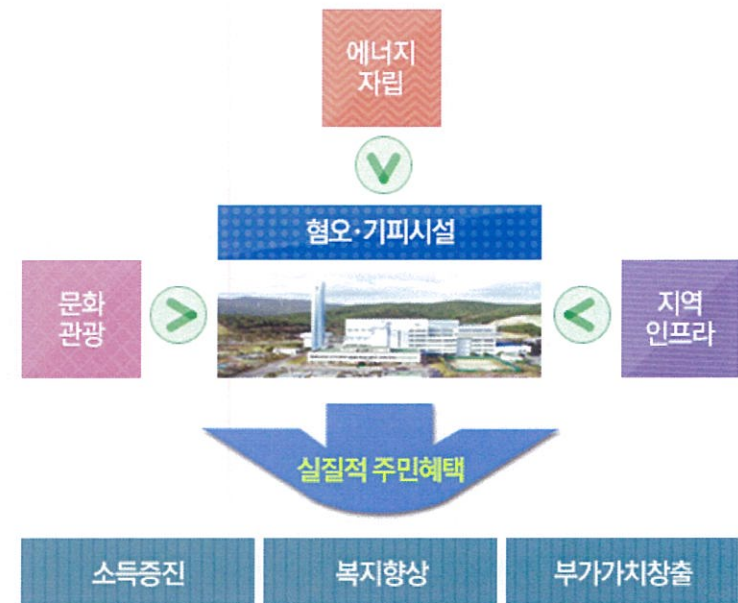 에너지
자립
혐오·기피시설
문화
관광
지역
인프라
실질적 주민혜택
소득증진
복지향상
부가가치창출